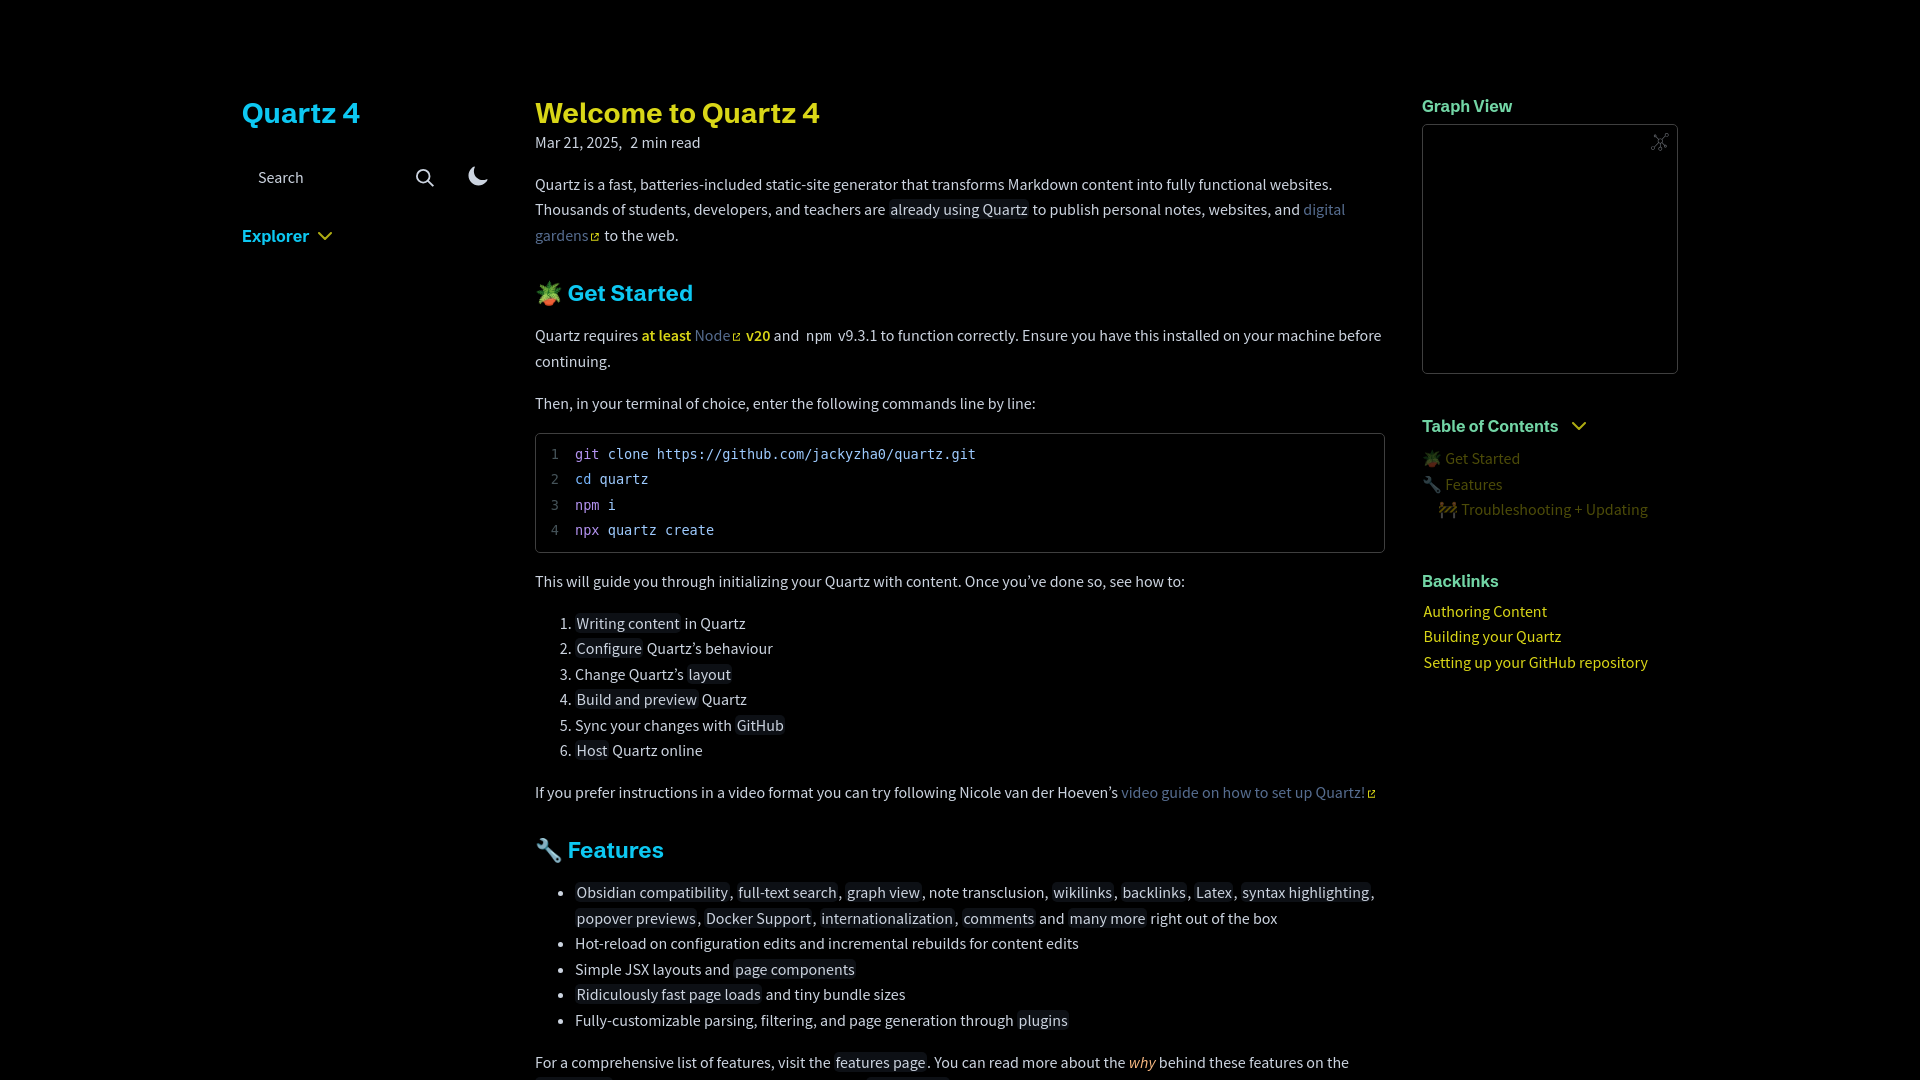 Quartz 4
Search
Explorer
Welcome to Quartz 4
Mar 21, 2025, 2 min read
Quartz is a fast, batteries-included static-site generator that transforms Markdown content into fully functional websites.
Thousands of students, developers, and teachers are already using Quartz to publish personal notes, websites, and digital
gardens to the web.
🪴 Get Started
Quartz requires at least Node v20 and npm v9.3.1 to function correctly. Ensure you have this installed on your machine before
continuing.
Then, in your terminal of choice, enter the following commands line by line:
1 git clone https://github.com/jackyzha0/quartz.git
2 cd quartz
3 npm i
4 npx quartz create
This will guide you through initializing your Quartz with content. Once you’ve done so, see how to:
1. Writing content in Quartz
2. Configure Quartz’s behaviour
3. Change Quartz’s layout
4. Build and preview Quartz
5. Sync your changes with GitHub
6. Host Quartz online
If you prefer instructions in a video format you can try following Nicole van der Hoeven’s video guide on how to set up Quartz!
🔧 Features
• Obsidian compatibility, full-text search, graph view, note transclusion, wikilinks, backlinks, Latex, syntax highlighting,
popover previews, Docker Support, internationalization, comments and many more right out of the box
• Hot-reload on configuration edits and incremental rebuilds for content edits
• Simple JSX layouts and page components
• Ridiculously fast page loads and tiny bundle sizes
• Fully-customizable parsing, filtering, and page generation through plugins
For a comprehensive list of features, visit the features page. You can read more about the why behind these features on the
Graph View
Table of Contents
🪴 Get Started
🔧 Features
🚧 Troubleshooting + Updating
Backlinks
Authoring Content
Building your Quartz
Setting up your GitHub repository